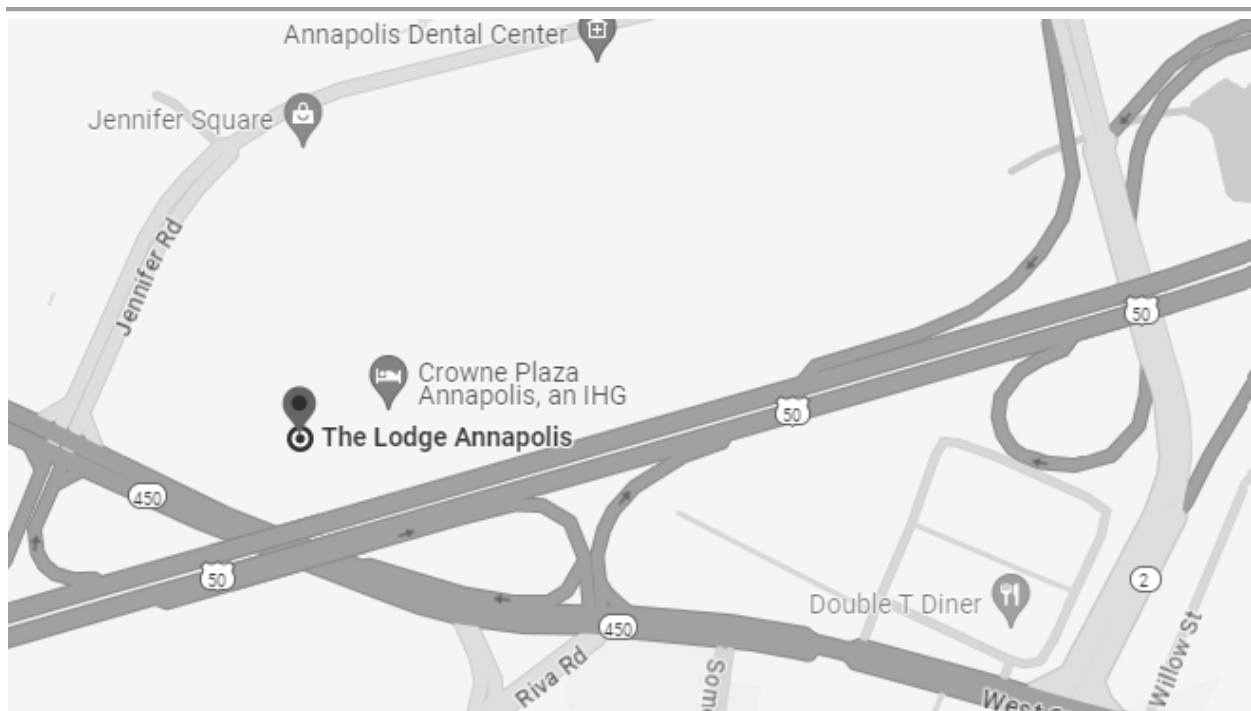 Annapolis Dental Center
Jennifer Square
Jennifer Rd
50
Crowne Plaza
Annapolis, an IHG
50
The Lodge Annapolis
450
50
2
Double T Diner
450
Willow St
Riva Rd
West